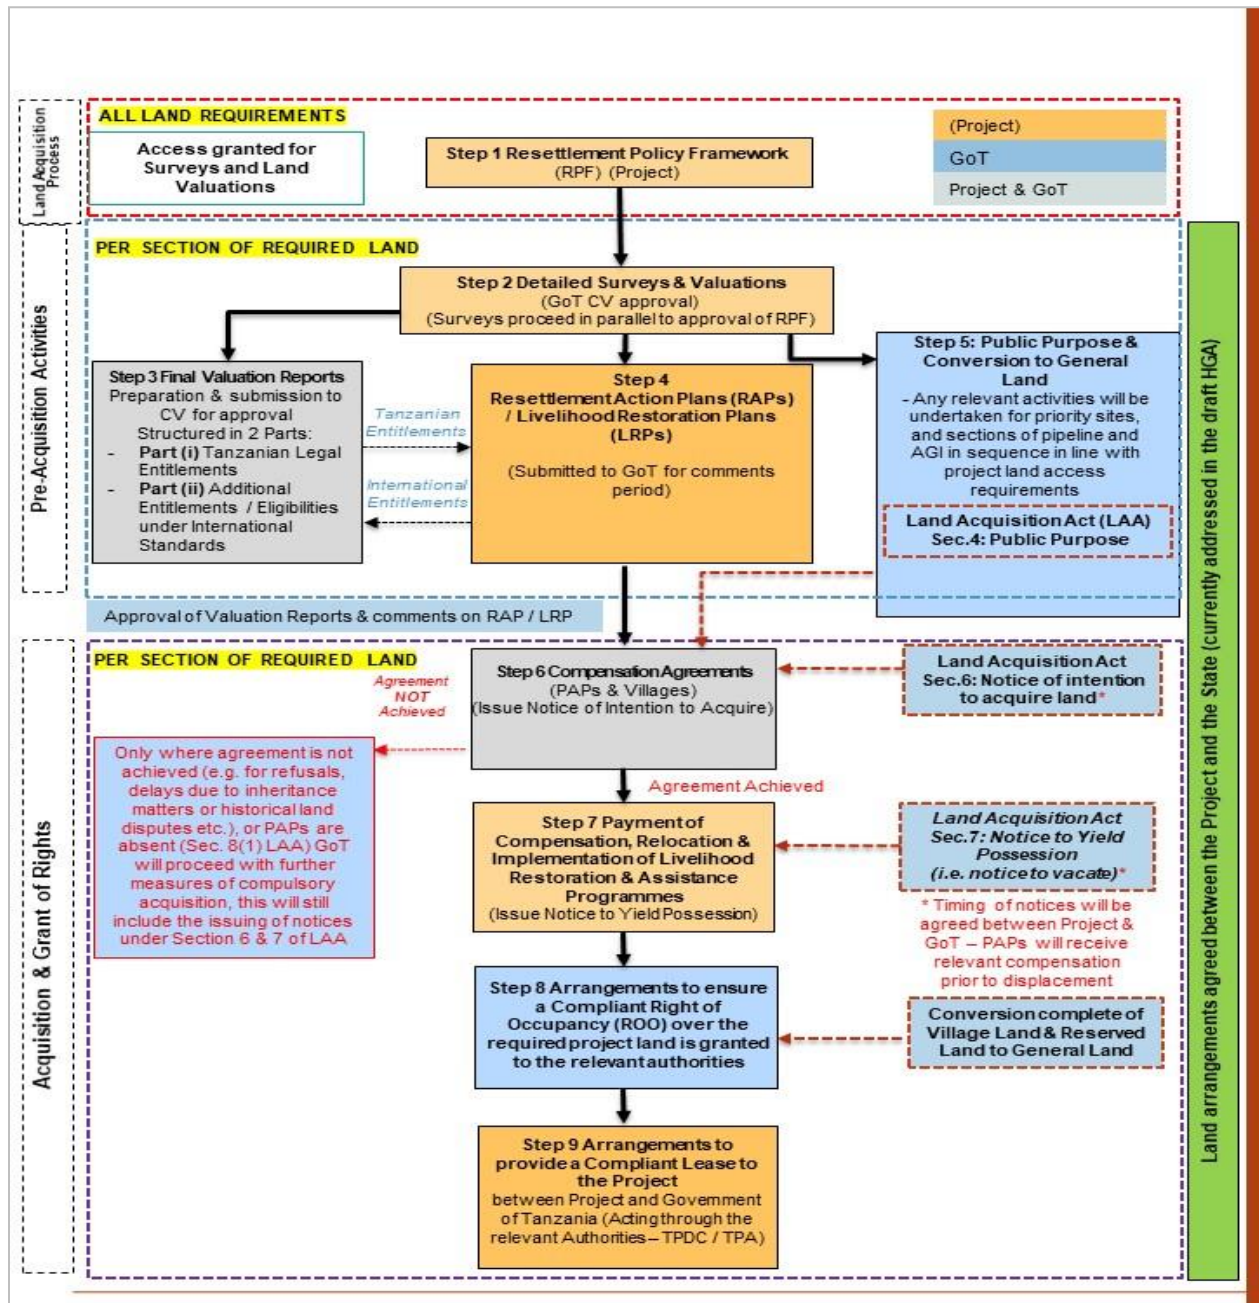 Land Acquisition
Process
ALL LAND REQUIREMENTS
Access granted for
Surveys and Land
Valuations
Step 1 Resettlement Policy Framework
(RPF) (Project)
(Project)
GoT
Project & GoT
Pre-Acquisition Activities
PER SECTION OF REQUIRED LAND
Step 2 Detailed Surveys & Valuations
(GoT CV approval)
(Surveys proceed in parallel to approval of RPF)
Step 3 Final Valuation Reports
Preparation & submission to
CV for approval
Structured in 2 Parts:
- Part (i) Tanzanian Legal
Entitlements
- Part (ii) Additional
Entitlements / Eligibilities
under International
Standards
Tanzanian
Entitlements
International
Entitlements
Step 4
Resettlement Action Plans (RAPs)
/ Livelihood Restoration Plans
(LRPs)
(Submitted to GoT for comments
period)
Step 5: Public Purpose &
Conversion to General
Land
- Any relevant activities will be
undertaken for priority sites,
and sections of pipeline and
AGI in sequence in line with
project land access
requirements
Land Acquisition Act (LAA)
Sec.4: Public Purpose
Approval of Valuation Reports & comments on RAP / LRP
Acquisition & Grant of Rights
PER SECTION OF REQUIRED LAND
Agreement
NOT
Achieved
Step 6 Compensation Agreements
(PAPs & Villages)
(Issue Notice of Intention to Acquire)
Land Acquisition Act
Sec.6: Notice of intention
to acquire land*
Only where agreement is not
achieved (e.g. for refusals,
delays due to inheritance
matters or historical land
disputes etc.), or PAPs are
absent (Sec. 8(1) LAA) GoT
will proceed with further
measures of compulsory
acquisition, this will still
include the issuing of notices
under Section 6 & 7 of LAA
Agreement Achieved
Step 7 Payment of
Compensation, Relocation &
Implementation of Livelihood
Restoration & Assistance
Programmes
(Issue Notice to Yield Possession)
Land Acquisition Act
Sec.7: Notice to Yield
Possession
(i.e. notice to vacate)*
* Timing of notices will be
agreed between Project &
GoT – PAPs will receive
relevant compensation
prior to displacement
Step 8 Arrangements to ensure
a Compliant Right of
Occupancy (ROO) over the
required project land is granted
to the relevant authorities
Conversion complete of
Village Land & Reserved
Land to General Land
Step 9 Arrangements to
provide a Compliant Lease to
the Project
between Project and Government
of Tanzania (Acting through the
relevant Authorities – TPDC / TPA)
Land arrangements agreed between the Project and the State (currently addressed in the draft HGA)